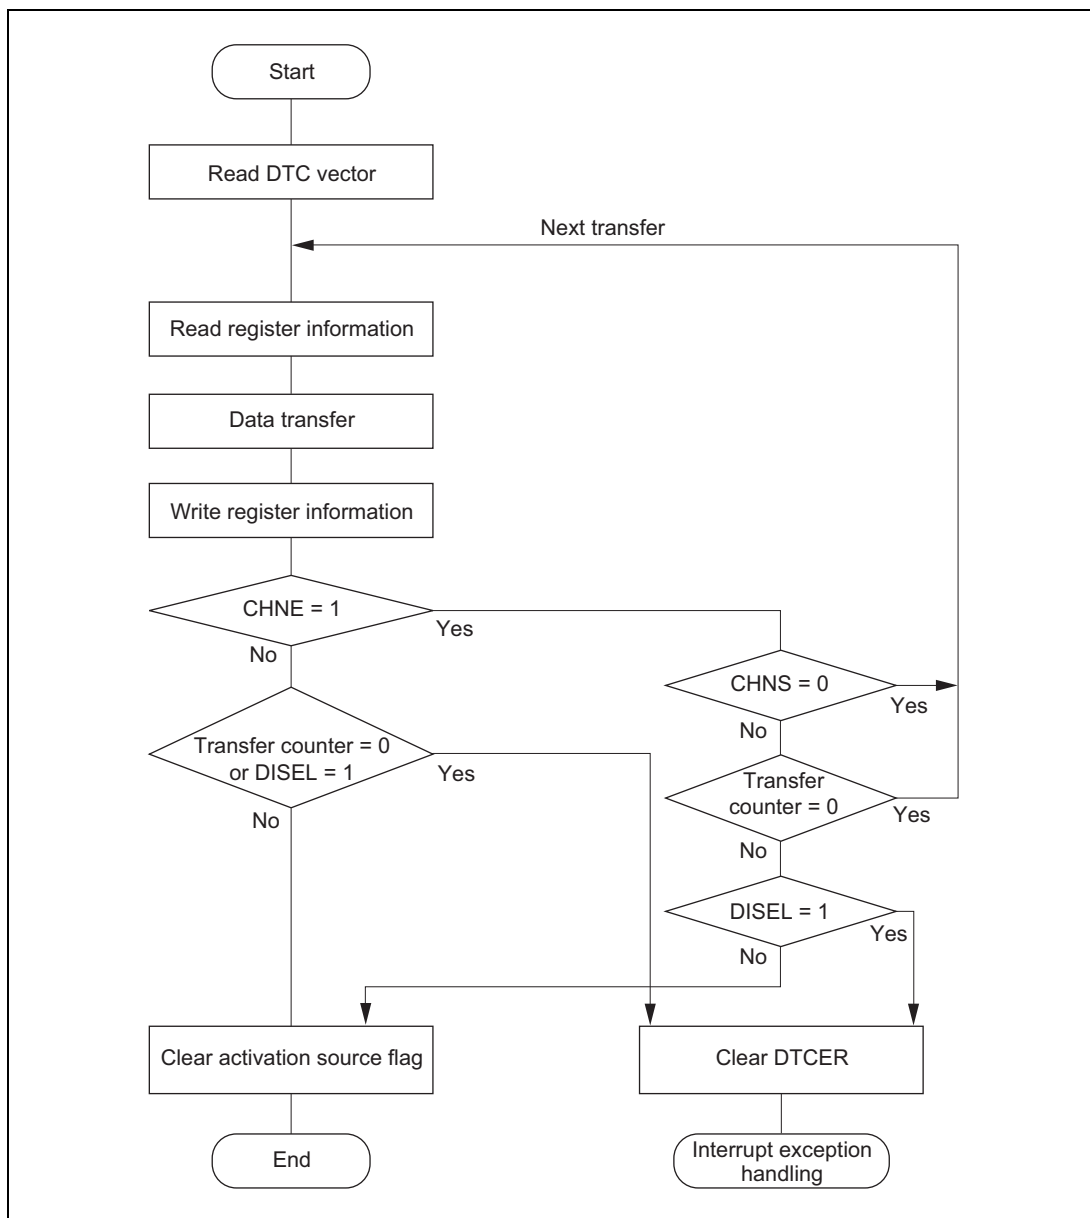 Start
Read DTC vector
Next transfer
Read register information
Data transfer
Write register information
CHNE = 1
Yes
No
CHNS = 0
Yes
No
Transfer counter = 0
or DISEL = 1
Yes
No
Transfer
counter = 0
Yes
No
DISEL = 1
Yes
No
Clear activation source flag
Clear DTCER
End
Interrupt exception
handling